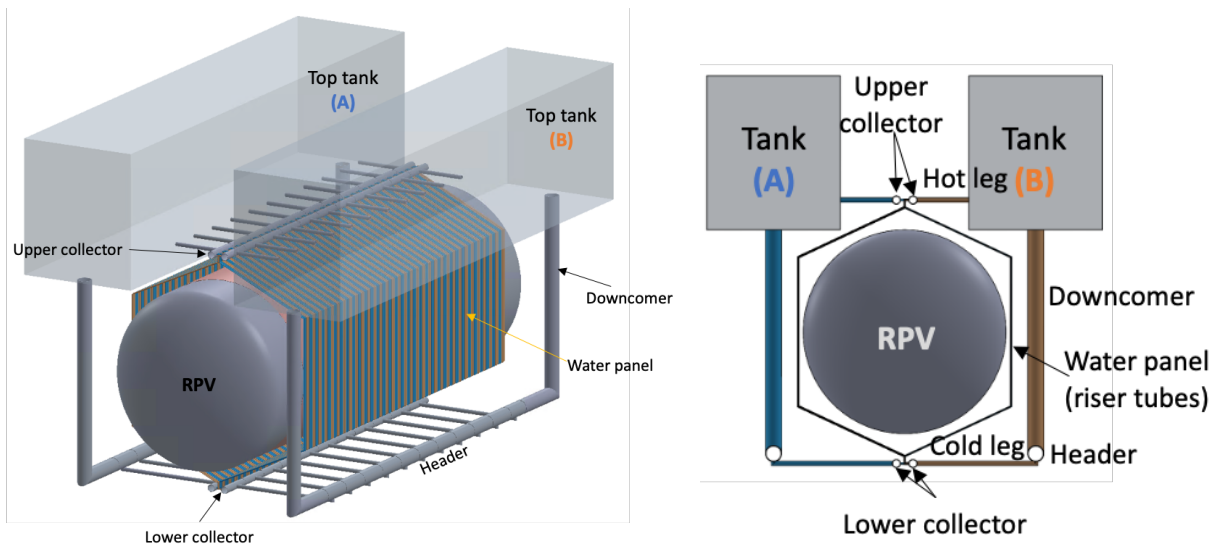 Top tank
(A)
Top tank
(B)
Upper collector
Downcomer
Water panel
RPV
Header
Lower collector
Upper
collector
Tank
(A)
Tank
(B)
Hot leg
RPV
Downcomer
Water panel
(riser tubes)
Cold leg
Header
Lower collector